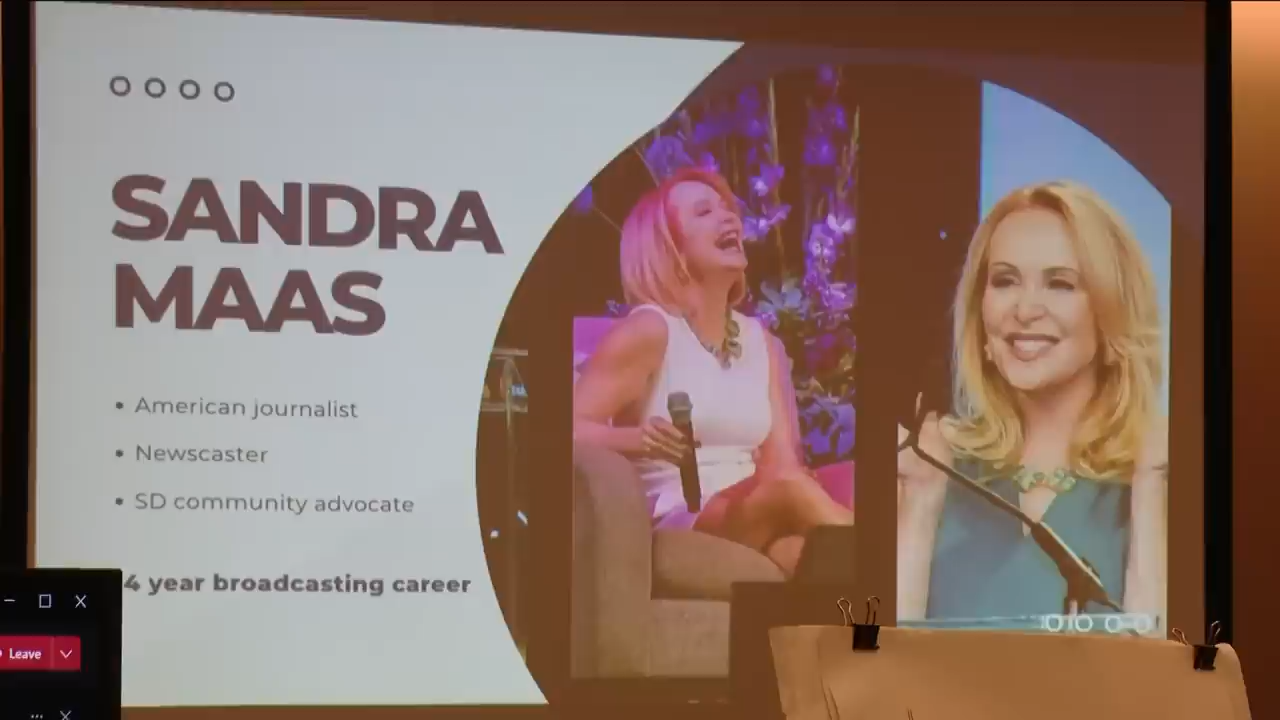 SANDRA
MAAS
• American journalist
• Newscaster
• SD community advocate
4 year broadcasting career
Leave